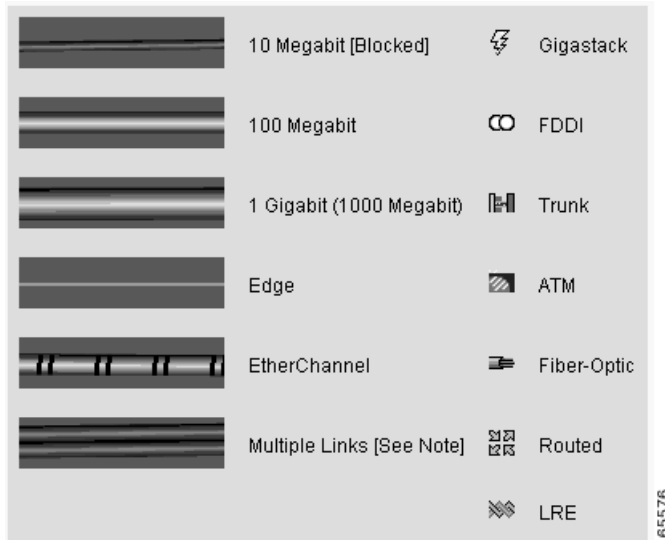 10 Megabit [Blocked]
Gigastack
100 Megabit
FDDI
1 Gigabit (1000 Megabit)
Trunk
Edge
ATM
EtherChannel
Fiber-Optic
Multiple Links [See Note]
Routed
LRE
65576